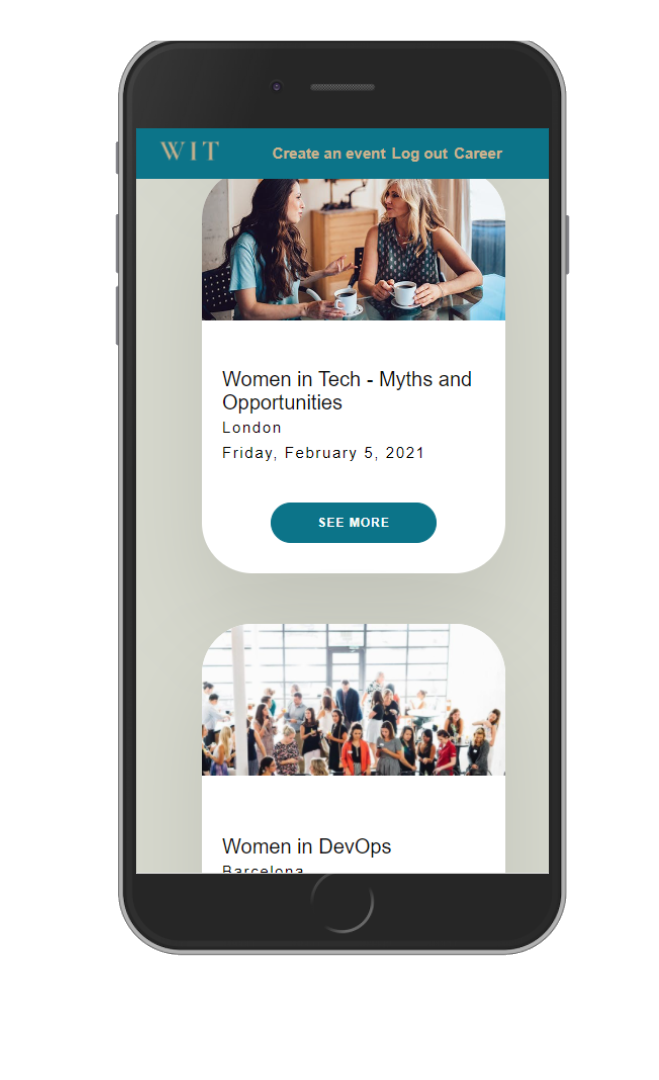 WIT
Create an event Log out Career
Women in Tech - Myths and
Opportunities
London
Friday, February 5, 2021
SEE MORE
Women in DevOps
Barcelona